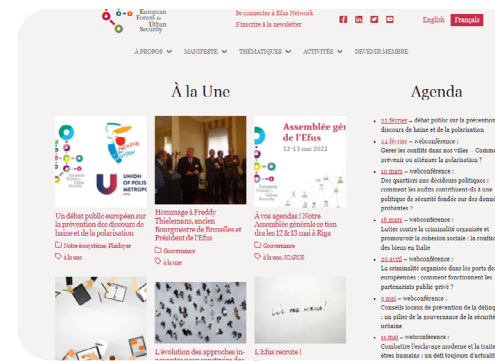 European
Forum for
Urban
Security
Se connecter à Efus Network
S'inscrire à la newsletter
English
Français
À PROPOS
MANIFESTE
THÉMATIQUES
ACTIVITÉS
DEVENIR MEMBRE
À la Une
UNION
OF POLIS
METROPO
Un débat public européen sur
la prévention des discours de
haine et de la polarisation
Notre écosystème, Plaidoyer
à la une
Hommage à Freddy
Thielemans, ancien
Bourgmestre de Bruxelles et
Président de l'Efus
Gouvernance
à la une
Assemblée gén
de l'Efus
12-13 mai 2022
À vos agendas ! Notre
Assemblée générale se tien
dra les 12 & 13 mai à Riga
Gouvernance
à la une, ICARUS
L'évolution des approches in-
WE ARE HIRING!
L'Efus recrute !
Agenda
22 février – débat public sur la prévention
discours de haine et de la polarisation
24 février – webconférence :
Gérer les conflits dans nos villes – Comme
prévenir ou atténuer la polarisation ?
10 mars – webconférence :
Des quartiers aux décideurs politiques :
comment les audits contribuent-ils à une
politique de sécurité fondée sur des donné
probantes ?
16 mars – webconférence :
Lutter contre la criminalité organisée et
promouvoir la cohésion sociale : la confisc
des biens en Italie
20 avril – webconférence :
La criminalité organisée dans les ports de
européennes : comment fonctionnent les
partenariats public privé ?
5 mai – webconférence :
Conseils locaux de prévention de la délinq
: un pilier de la gouvernance de la sécurité
urbaine
11 mai – webconférence :
Combattre l'esclavage moderne et la traite
êtres humains : un défi toujours d'actualit